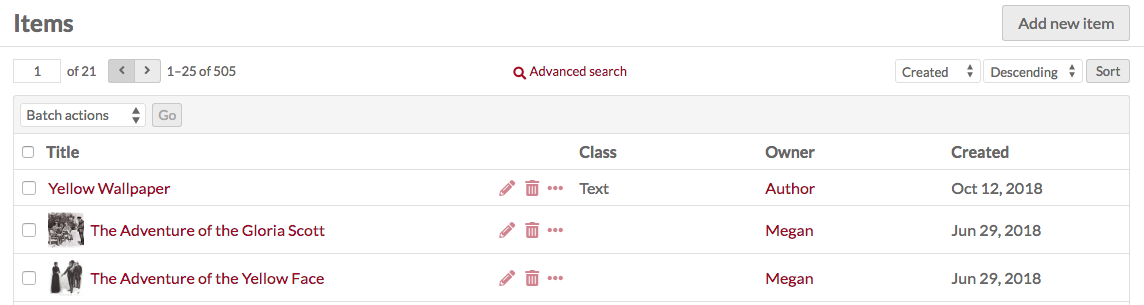 Items
Add new item
1 of 21 1–25 of 505 Advanced search Created Descending Sort
Batch actions Go
Title Class Owner Created
Yellow Wallpaper Text Author Oct 12, 2018
The Adventure of the Gloria Scott Megan Jun 29, 2018
The Adventure of the Yellow Face Megan Jun 29, 2018